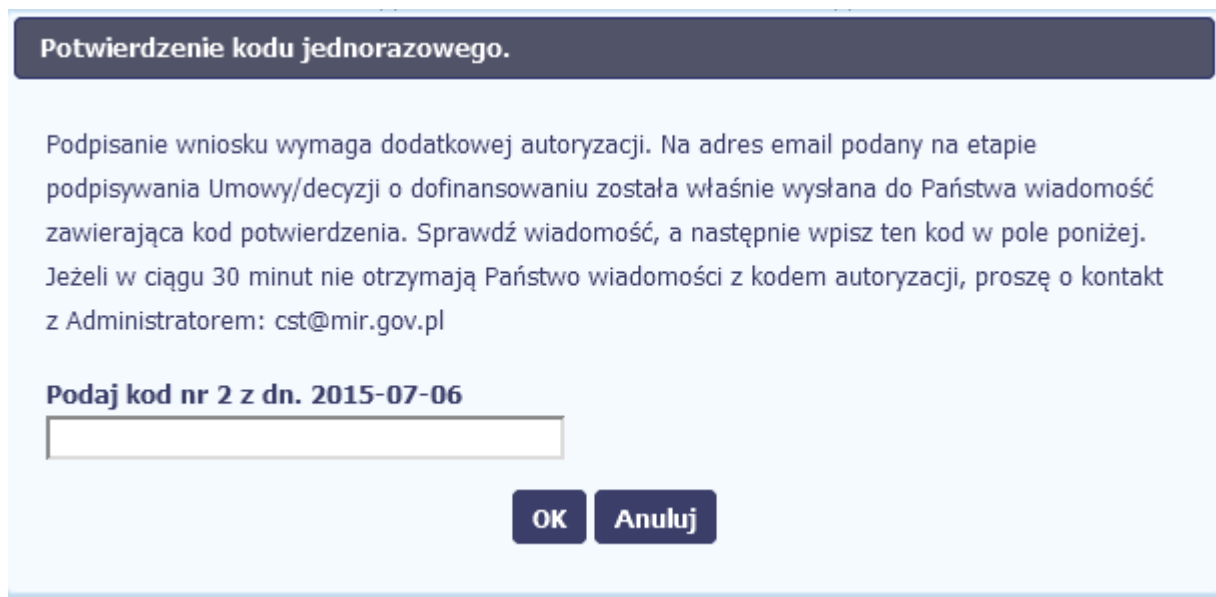 Potwierdzenie kodu jednorazowego.
Podpisanie wniosku wymaga dodatkowej autoryzacji. Na adres email podany na etapie
podpisywania Umowy/decyzji o dofinansowaniu została właśnie wysłana do Państwa wiadomość
zawierająca kod potwierdzenia. Sprawdź wiadomość, a następnie wpisz ten kod w pole poniżej.
Jeżeli w ciągu 30 minut nie otrzymają Państwo wiadomości z kodem autoryzacji, proszę o kontakt
z Administratorem: cst@mir.gov.pl
Podaj kod nr 2 z dn. 2015-07-06
OK Anuluj